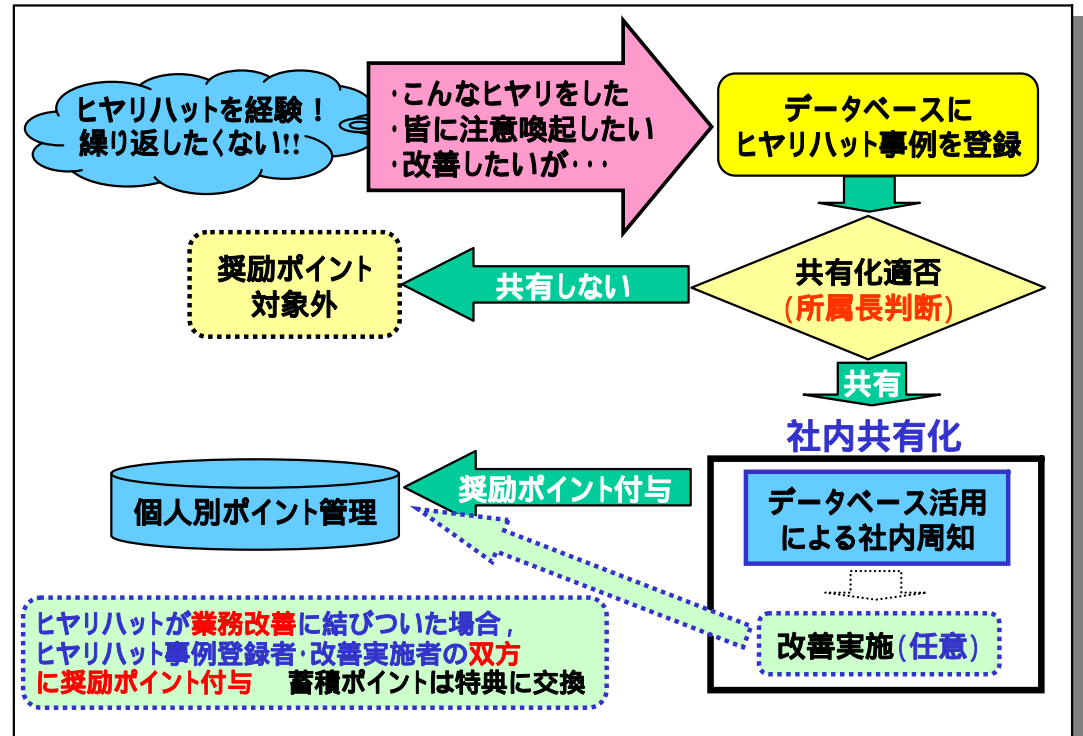 ヒヤリハットを経験！
繰り返したくない!!
・こんなヒヤリをした
・皆に注意喚起したい
・改善したいが・・・
データベースに
ヒヤリハット事例を登録
共有化適否
(所属長判断)
共有しない
奨励ポイント
対象外
共有
社内共有化
データベース活用
による社内周知
改善実施(任意)
奨励ポイント付与
個人別ポイント管理
ヒヤリハットが業務改善に結びついた場合,
ヒヤリハット事例登録者・改善実施者の双方
に奨励ポイント付与　蓄積ポイントは特典に交換